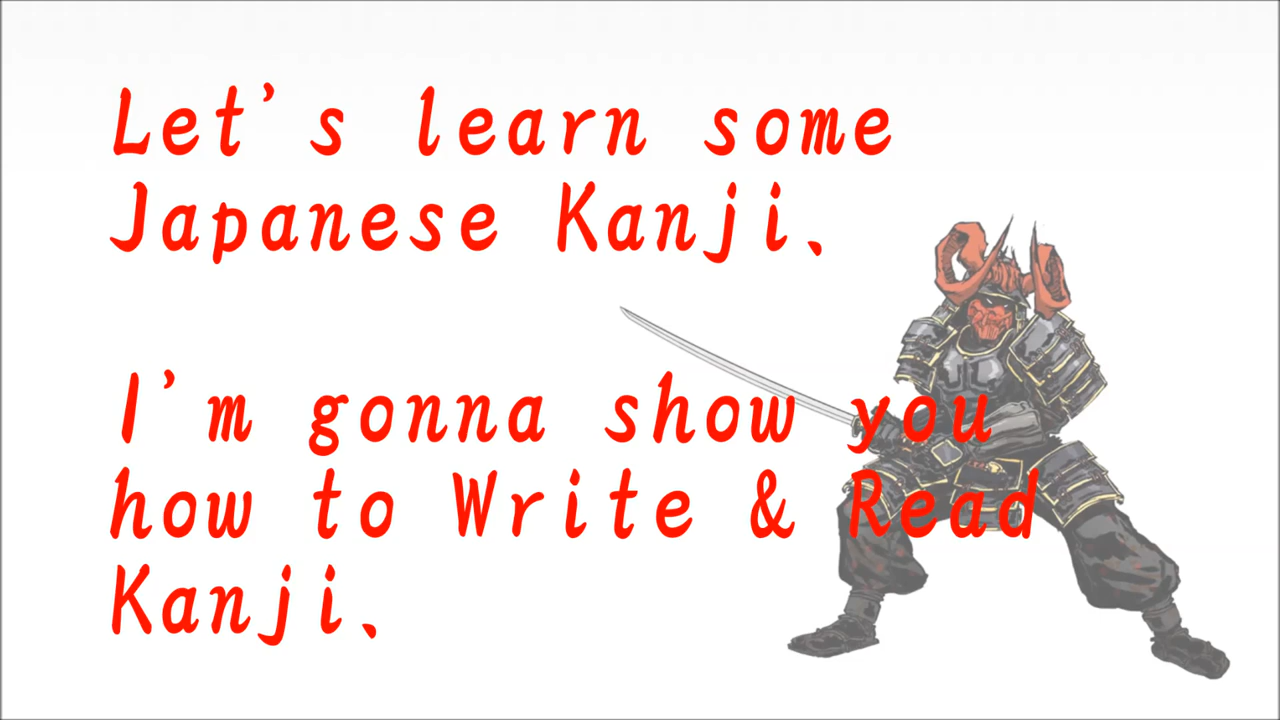 Let's learn some
Japanese Kanji、
I'm gonna show you
how to Write & Read
Kanji、